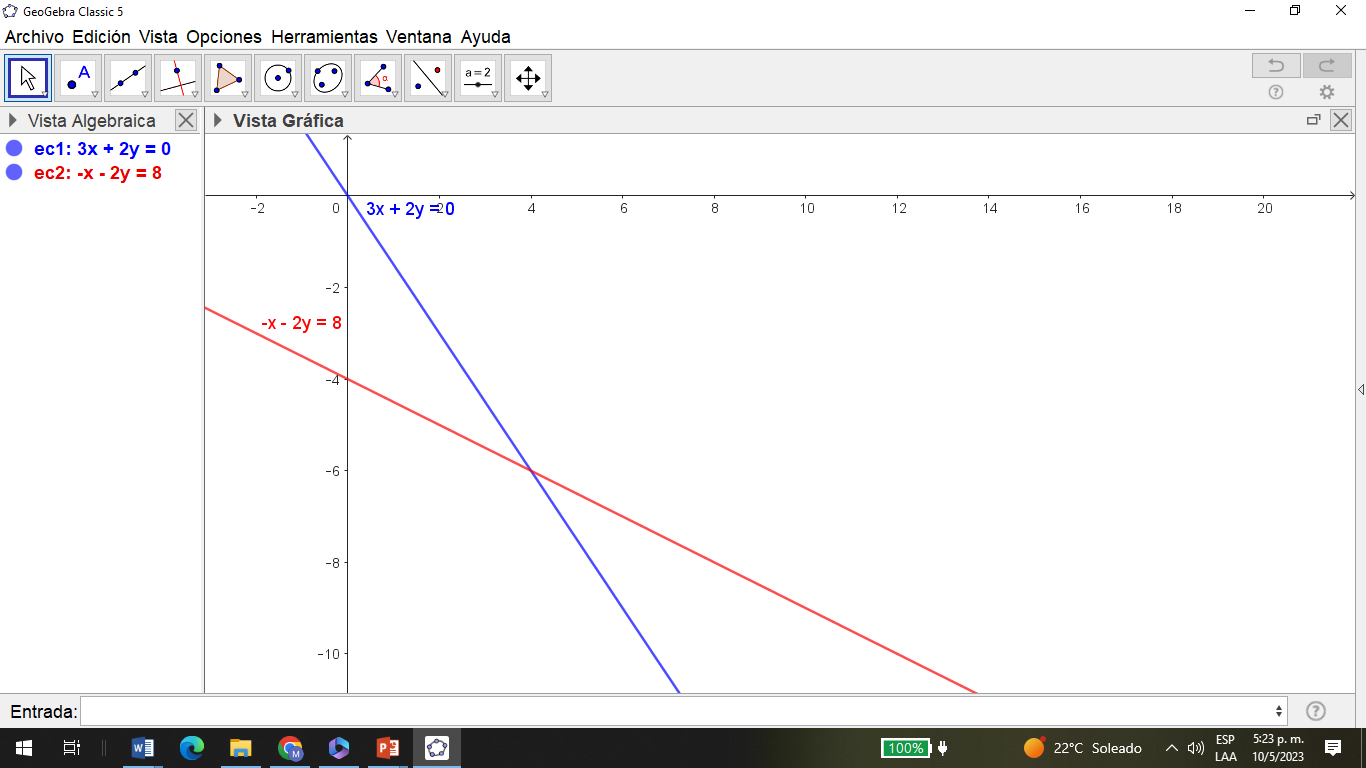 GeoGebra Classic 5
Archivo Edición Vista Opciones Herramientas Ventana Ayuda
A
α
a = 2
Vista Algebraica
Vista Gráfica
ec1: 3x + 2y = 0
ec2: -x - 2y = 8
−2 0 2 4 6 8 10 12 14 16 18 20
3x + 2y = 0
−2
-x - 2y = 8
−4
−6
−8
−10
Entrada:
100%
22°C Soleado
ESP
LAA
5:23 p. m.
10/5/2023